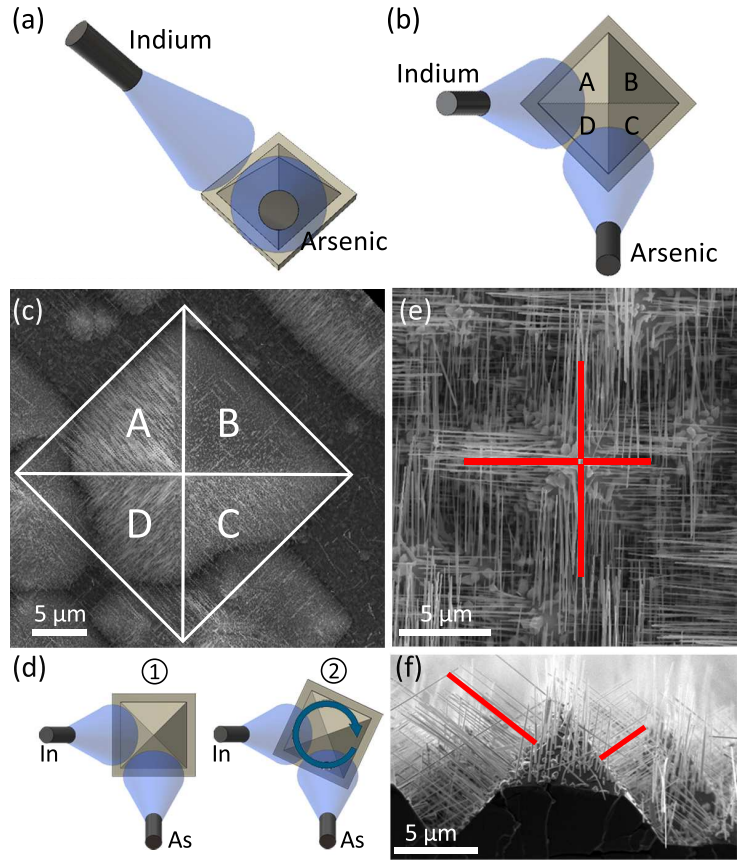 (a)
Indium
Arsenic
(b)
Indium
A B
D C
Arsenic
(c)
A B
D C
5 μm
(e)
5 μm
(d)
① ②
In As
In As
(f)
5 μm